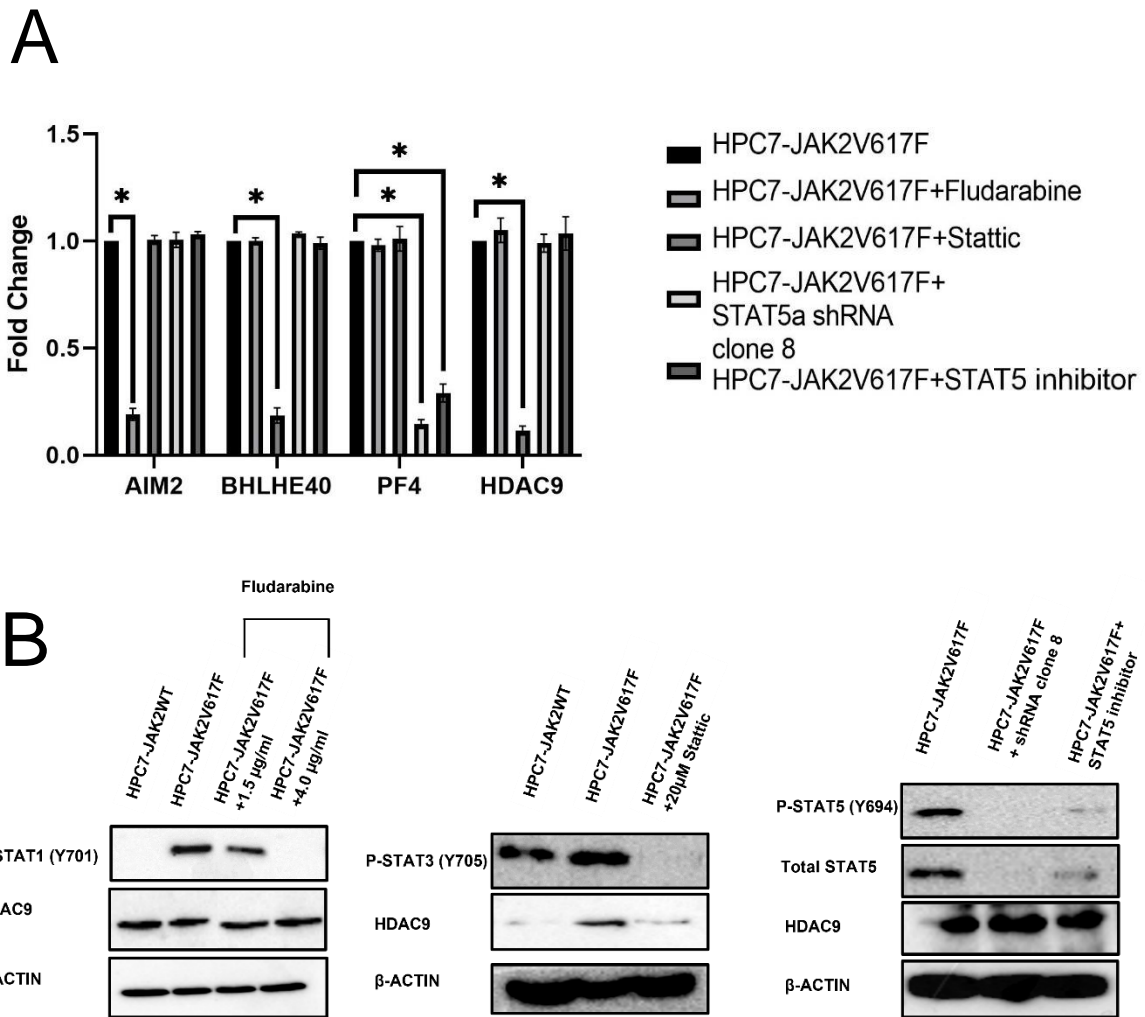 A
1.5
1.0
0.5
0.0
Fold Change
*
*
*
*
*
AIM2
BHLHE40
PF4
HDAC9
HPC7-JAK2V617F
HPC7-JAK2V617F+Fludarabine
HPC7-JAK2V617F+Stattic
HPC7-JAK2V617F+
STAT5a shRNA
clone 8
HPC7-JAK2V617F+STAT5 inhibitor
B
Fludarabine
HPC7-JAK2WT
HPC7-JAK2V617F
HPC7-JAK2V617F
+1.5 µg/ml
HPC7-JAK2V617F
+4.0 µg/ml
STAT1 (Y701)
AC9
ACTIN
HPC7-JAK2WT
HPC7-JAK2V617F
HPC7-JAK2V617F
+20µM Stattic
P-STAT3 (Y705)
HDAC9
β-ACTIN
HPC7-JAK2V617F
HPC7-JAK2V617F
+ shRNA clone 8
HPC7-JAK2V617F+
STAT5 inhibitor
P-STAT5 (Y694)
Total STAT5
HDAC9
β-ACTIN